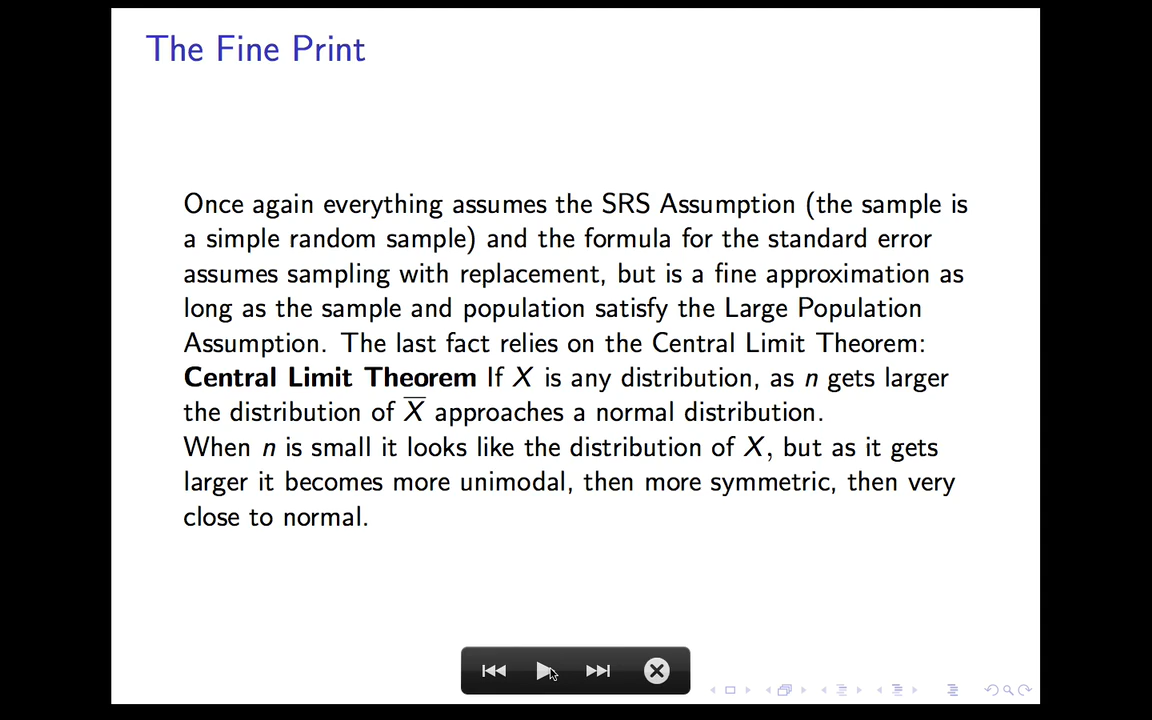 The Fine Print
Once again everything assumes the SRS Assumption (the sample is
a simple random sample) and the formula for the standard error
assumes sampling with replacement, but is a fine approximation as
long as the sample and population satisfy the Large Population
Assumption. The last fact relies on the Central Limit Theorem:
Central Limit Theorem If X is any distribution, as n gets larger
the distribution of X̅ approaches a normal distribution.
When n is small it looks like the distribution of X, but as it gets
larger it becomes more unimodal, then more symmetric, then very
close to normal.